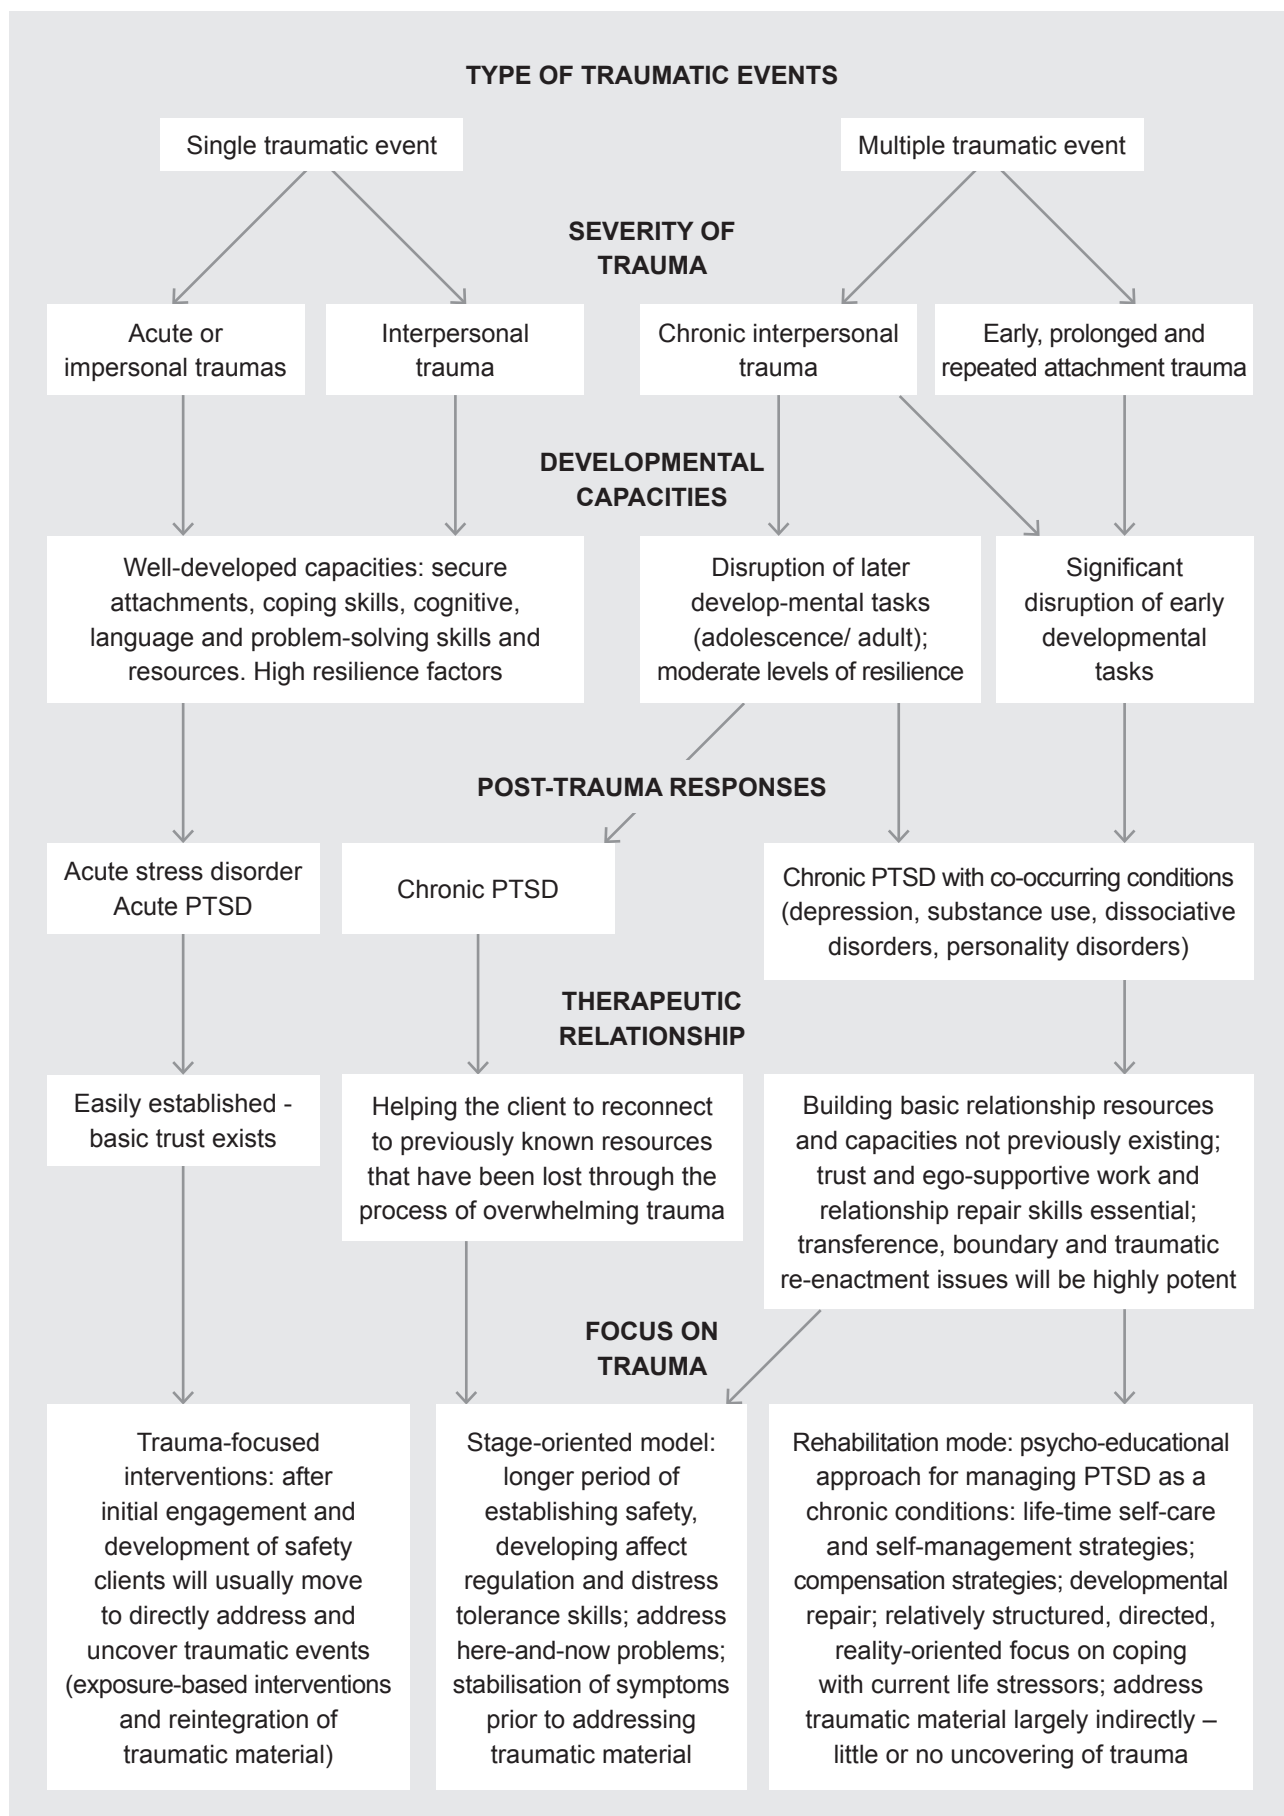 TYPE OF TRAUMATIC EVENTS
Single traumatic event
Multiple traumatic event
SEVERITY OF
TRAUMA
Acute or
impersonal traumas
Interpersonal
trauma
Chronic interpersonal
trauma
Early, prolonged and
repeated attachment trauma
DEVELOPMENTAL
CAPACITIES
Well-developed capacities: secure
attachments, coping skills, cognitive,
language and problem-solving skills and
resources. High resilience factors
Disruption of later
develop-mental tasks
(adolescence/ adult);
moderate levels of resilience
Significant
disruption of early
developmental
tasks
POST-TRAUMA RESPONSES
Acute stress disorder
Acute PTSD
Chronic PTSD
Chronic PTSD with co-occurring conditions
(depression, substance use, dissociative
disorders, personality disorders)
THERAPEUTIC
RELATIONSHIP
Easily established -
basic trust exists
Helping the client to reconnect
to previously known resources
that have been lost through the
process of overwhelming trauma
Building basic relationship resources
and capacities not previously existing;
trust and ego-supportive work and
relationship repair skills essential;
transference, boundary and traumatic
re-enactment issues will be highly potent
FOCUS ON
TRAUMA
Trauma-focused
interventions: after
initial engagement and
development of safety
clients will usually move
to directly address and
uncover traumatic events
(exposure-based interventions
and reintegration of
traumatic material)
Stage-oriented model:
longer period of
establishing safety,
developing affect
regulation and distress
tolerance skills; address
here-and-now problems;
stabilisation of symptoms
prior to addressing
traumatic material
Rehabilitation mode: psycho-educational
approach for managing PTSD as a
chronic conditions: life-time self-care
and self-management strategies;
compensation strategies; developmental
repair; relatively structured, directed,
reality-oriented focus on coping
with current life stressors; address
traumatic material largely indirectly –
little or no uncovering of trauma